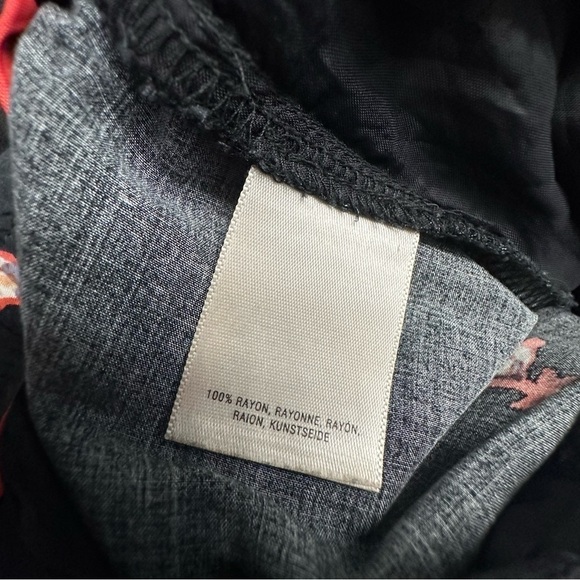 100% RAYON, RAYONNE, RAYÓN,
RAION, KUNSTSEIDE